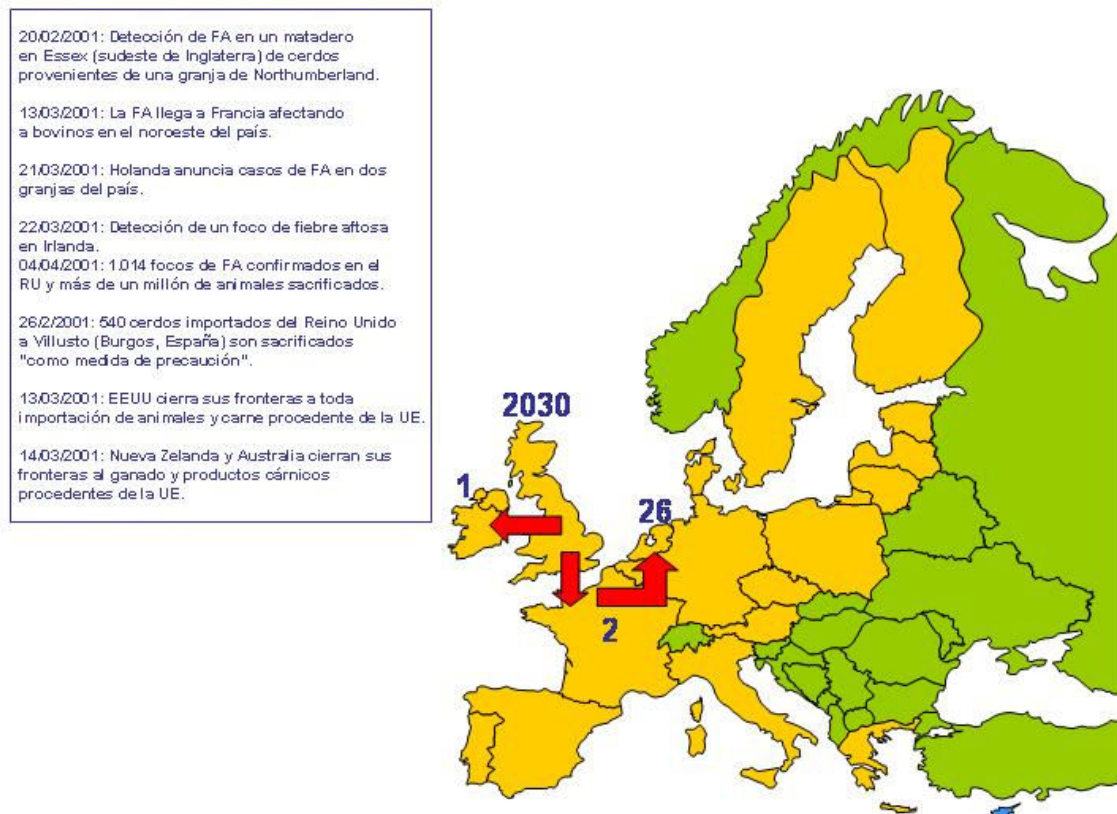 20/02/2001: Detección de FA en un matadero
en Essex (sudeste de Inglaterra) de cerdos
provenientes de una granja de Northumberland.
13/03/2001: La FA llega a Francia afectando
a bovinos en el noroeste del país.
21/03/2001: Holanda anuncia casos de FA en dos
granjas del país.
22/03/2001: Detección de un foco de fiebre aftosa
en Irlanda.
04/04/2001: 1.014 focos de FA confirmados en el
RU y más de un millón de animales sacrificados.
26/2/2001: 540 cerdos importados del Reino Unido
a Villusto (Burgos, España) son sacrificados
"como medida de precaución".
13/03/2001: EEUU cierra sus fronteras a toda
importación de animales y carne procedente de la UE.
14/03/2001: Nueva Zelanda y Australia cierran sus
fronteras al ganado y productos cárnicos
procedentes de la UE.
2030
1
26
2